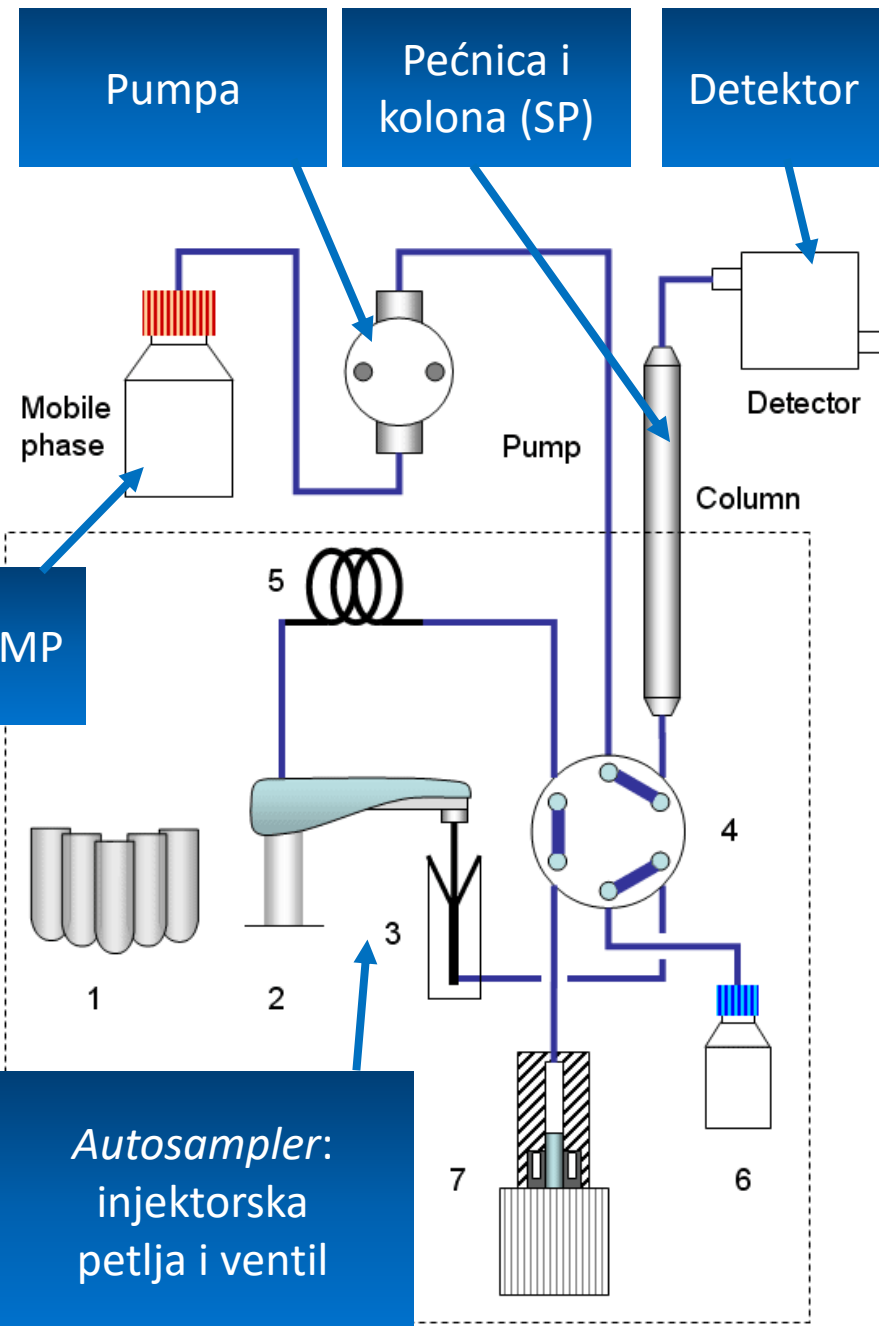 Pumpa
Pećnica i
kolona (SP)
Detektor
Mobile
phase
Pump
Detector
Column
MP
5
4
3
1
2
Autosampler:
injektorska
petlja i ventil
7
6